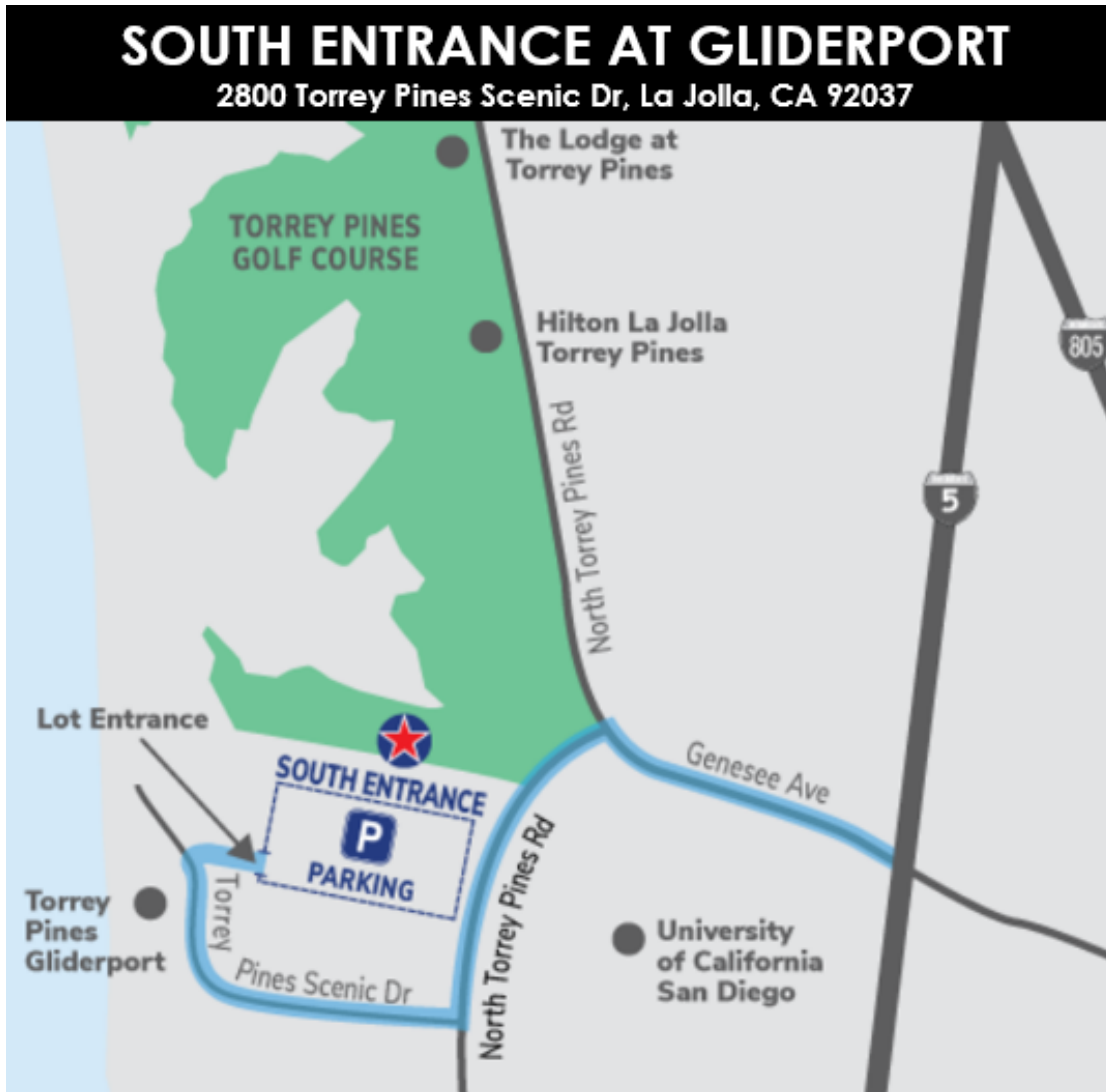 SOUTH ENTRANCE AT GLIDERPORT
2800 Torrey Pines Scenic Dr, La Jolla, CA 92037
The Lodge at
Torrey Pines
TORREY PINES
GOLF COURSE
Hilton La Jolla
Torrey Pines
805
North Torrey Pines Rd
5
Lot Entrance
Genesee Ave
SOUTH ENTRANCE
P
PARKING
North Torrey Pines Rd
Torrey
Pines Scenic Dr
Torrey
Pines
Gliderport
University
of California
San Diego